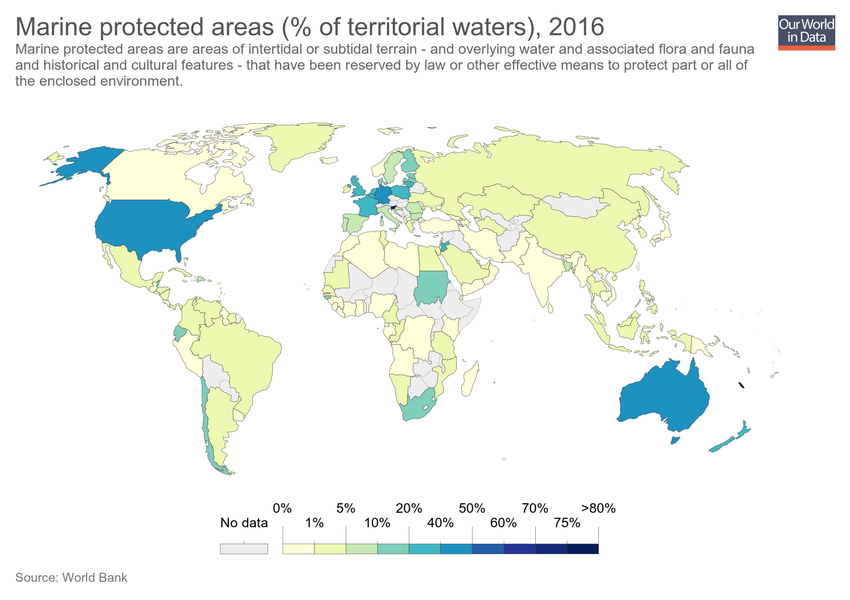 Marine protected areas (% of territorial waters), 2016
Our World
in Data
Marine protected areas are areas of intertidal or subtidal terrain - and overlying water and associated flora and fauna
and historical and cultural features - that have been reserved by law or other effective means to protect part or all of
the enclosed environment.
0% 5% 20% 50% 70% >80%
No data 1% 10% 40% 60% 75%
Source: World Bank